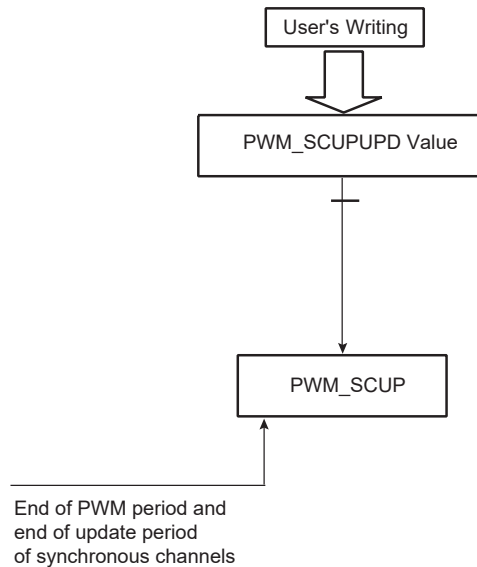 User's Writing
PWM_SCUPUPD Value
PWM_SCUP
End of PWM period and
end of update period
of synchronous channels